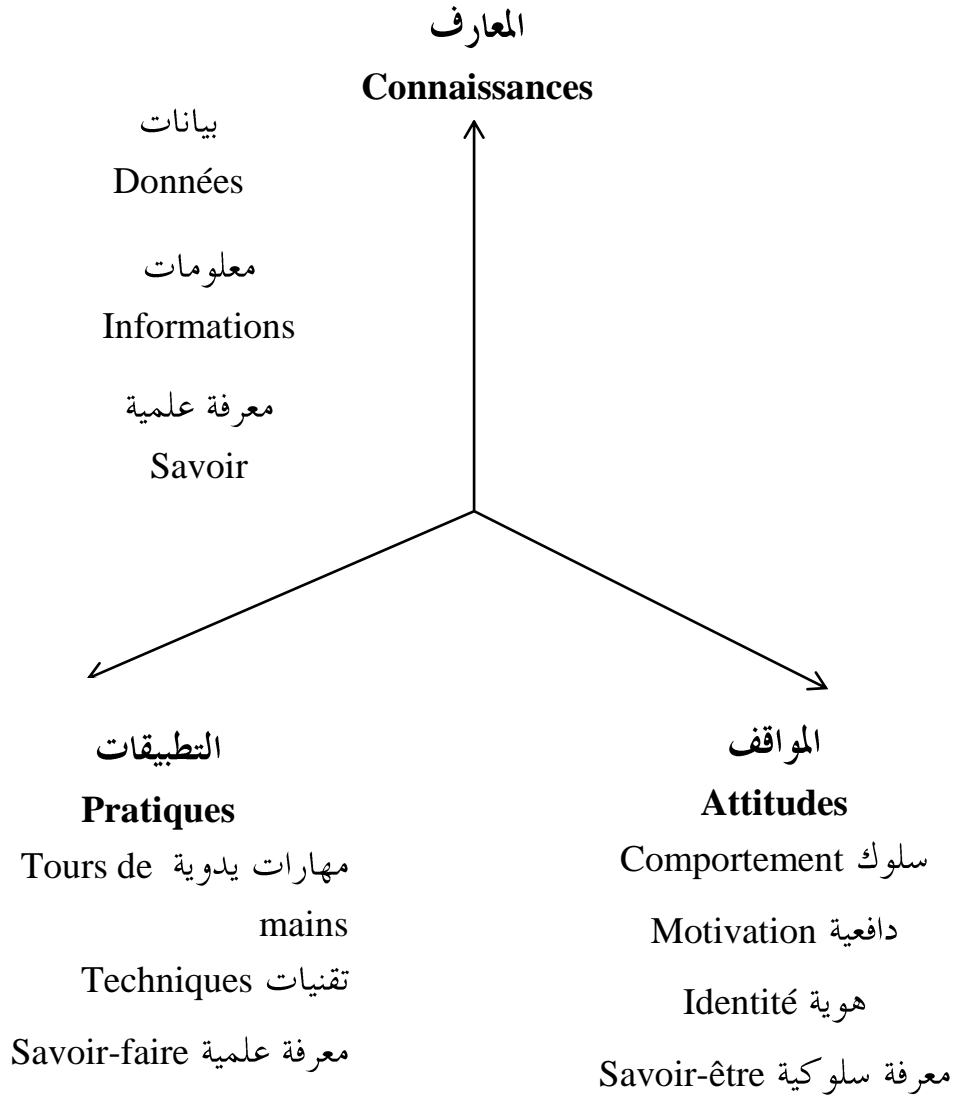 المعارف
Connaissances
بيانات
Données
معلومات
Informations
معرفة علمية
Savoir
التطبيقات
Pratiques
مهارات يدوية Tours de
mains
تقنيات Techniques
معرفة علمية Savoir-faire
المواقف
Attitudes
سلوك Comportement
دافعية Motivation
هوية Identité
معرفة سلوكية Savoir-être